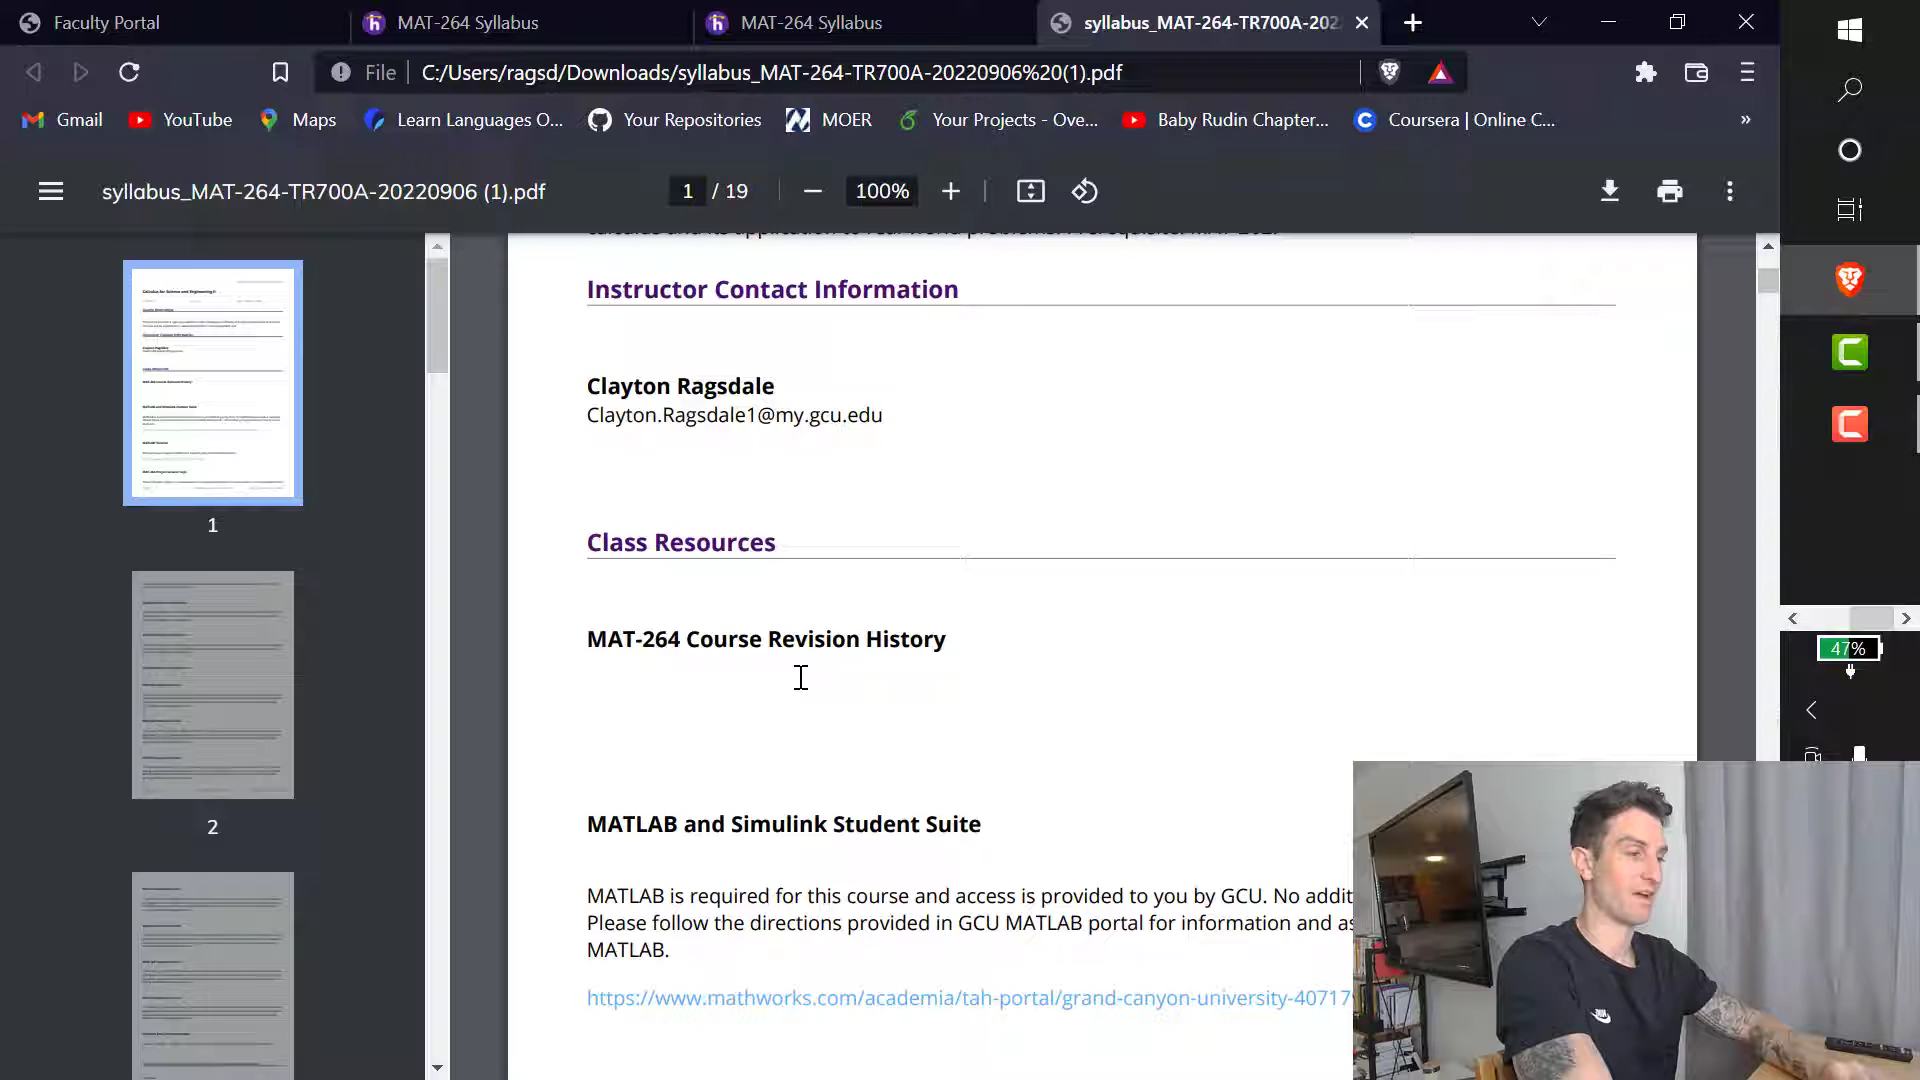 Faculty Portal
MAT-264 Syllabus
MAT-264 Syllabus
syllabus_MAT-264-TR700A-202
File
C:/Users/ragsd/Downloads/syllabus_MAT-264-TR700A-20220906%20(1).pdf
Gmail
YouTube
Maps
Learn Languages O...
Your Repositories
MOER
Your Projects - Ove...
Baby Rudin Chapter...
Coursera | Online C...
»
syllabus_MAT-264-TR700A-20220906 (1).pdf
1 / 19
100%
Instructor Contact Information
Clayton Ragsdale
Clayton.Ragsdale1@my.gcu.edu
Class Resources
MAT-264 Course Revision History
MATLAB and Simulink Student Suite
MATLAB is required for this course and access is provided to you by GCU. No addit
Please follow the directions provided in GCU MATLAB portal for information and as
MATLAB.
https://www.mathworks.com/academia/tah-portal/grand-canyon-university-40717
1
2
47%